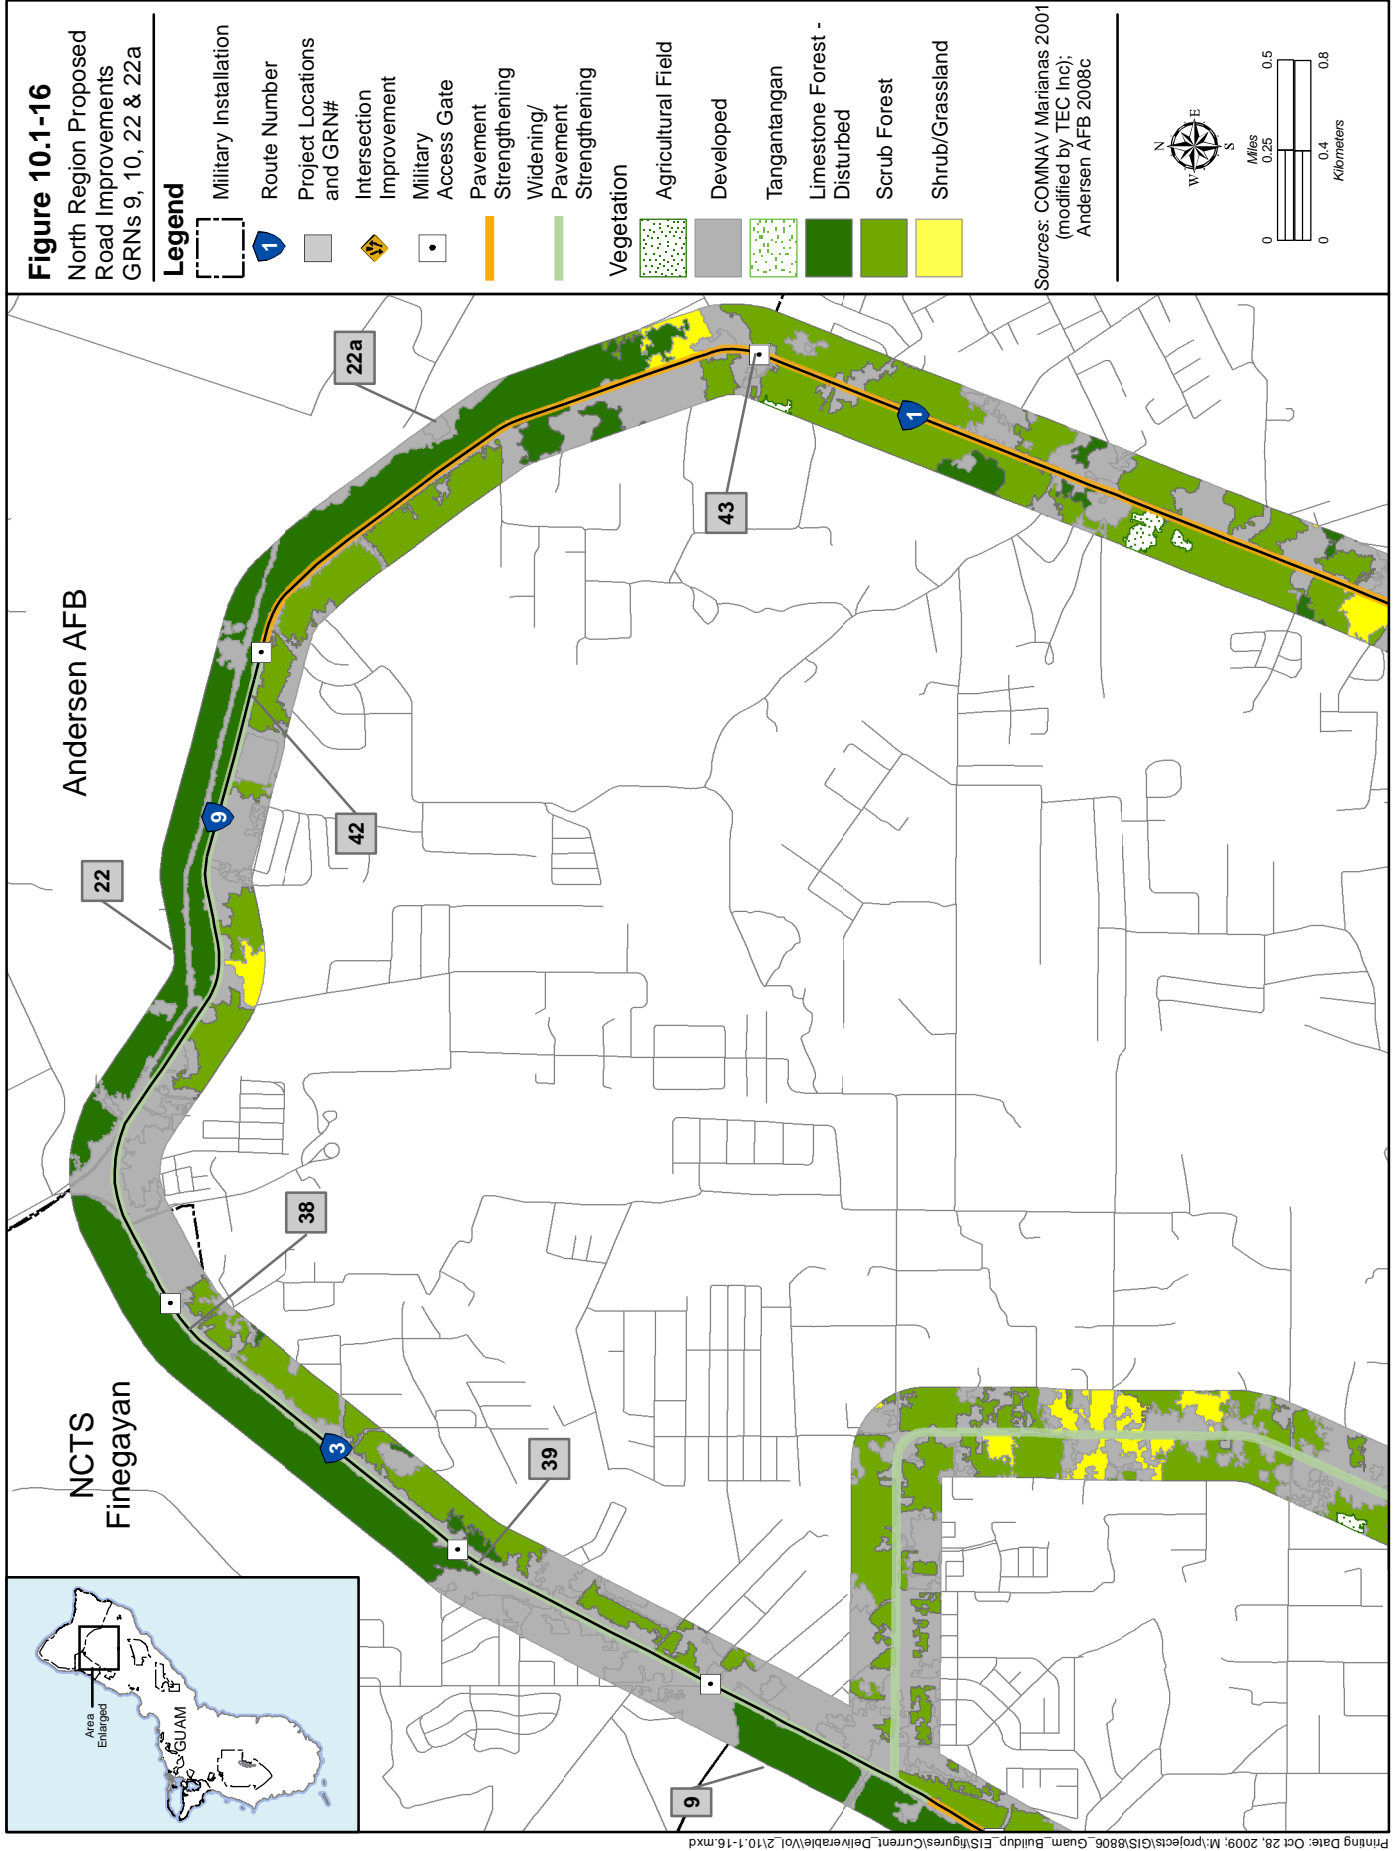 Figure 10.1-16
North Region Proposed
Road Improvements
GRNs 9, 10, 22 & 22a
Legend
Military Installation
1
Route Number
Project Locations
and GRN#
Intersection
Improvement
Military
Access Gate
Pavement
Strengthening
Widening/
Pavement
Strengthening
Vegetation
Agricultural Field
Developed
Tangantangan
Limestone Forest -
Disturbed
Scrub Forest
Shrub/Grassland
Sources: COMNAV Marianas 2001
(modified by TEC Inc);
Andersen AFB 2008c
N
W
E
S
Miles
0
0.25
0.5
0
0.4
0.8
Kilometers
NCTS
Finegayan
Andersen AFB
22
22a
42
43
38
39
9
9
3
1
Area
Enlarged
GUAM
Printing Date: Oct 28, 2009; M:\projects\GIS\8806_Guam_Buildup_EIS\figures\Current_Deliverable\Vol_2\10.1-16.mxd